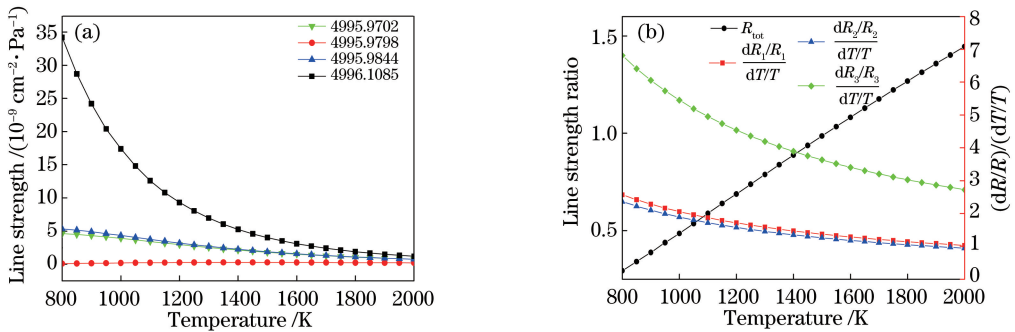 (a)
4995.9702
4995.9798
4995.9844
4996.1085
35
30
25
20
15
10
5
0
Line strength /(10⁻⁹ cm⁻²·Pa⁻¹)
800 1000 1200 1400 1600 1800 2000
Temperature /K
(b)
R_tot
dR₁/R₁
dT/T
dR₂/R₂
dT/T
dR₃/R₃
dT/T
1.5
1.0
0.5
Line strength ratio
8
7
6
5
4
3
2
1
0
(dR/R)/(dT/T)
800 1000 1200 1400 1600 1800 2000
Temperature /K